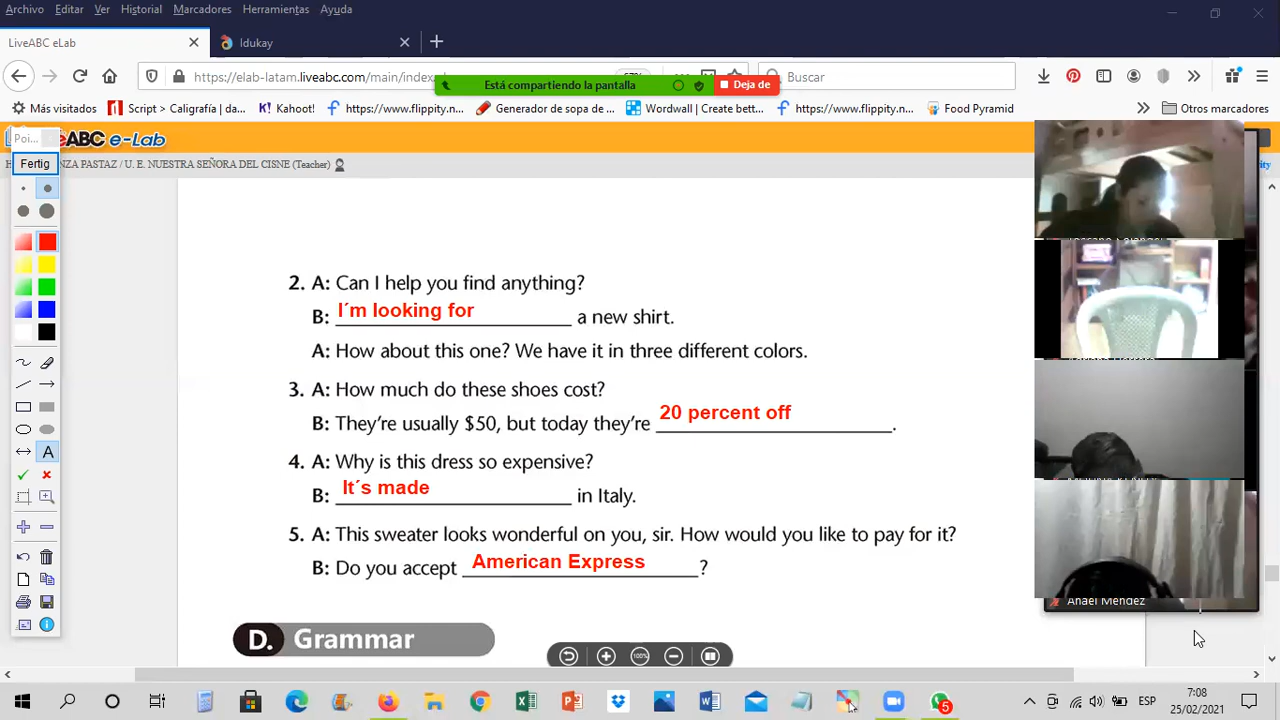 Archivo Editar Ver Historial Marcadores Herramientas Ayuda
LiveABC eLab
Idukay
https://elab-latam.liveabc.com/main/index
Buscar
Está compartiendo la pantalla
Deja de
Más visitados
Script > Caligrafía (da...
Kahoot!
https://www.flippity.n...
Generador de sopa de ...
Wordwall | Create bett...
https://www.flippity.n...
Food Pyramid
Otros marcadores
Poi...
eABC e-Lab
Fertig
NZA PASTAZ / U. E. NUESTRA SEÑORA DEL CISNE (Teacher)
2. A: Can I help you find anything?
B: I´m looking for a new shirt.
A: How about this one? We have it in three different colors.
3. A: How much do these shoes cost?
B: They're usually $50, but today they're 20 percent off.
4. A: Why is this dress so expensive?
B: It´s made in Italy.
5. A: This sweater looks wonderful on you, sir. How would you like to pay for it?
B: Do you accept American Express?
D. Grammar
100%
Anael Mendez
5
ESP
7:08
25/02/2021